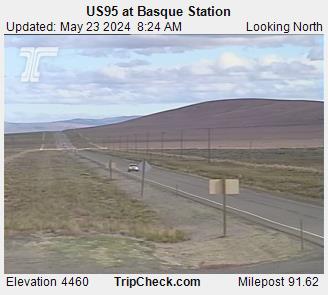 US95 at Basque Station
Updated: May 23 2024 8:24 AM Looking North
Elevation 4460 TripCheck.com Milepost 91.62